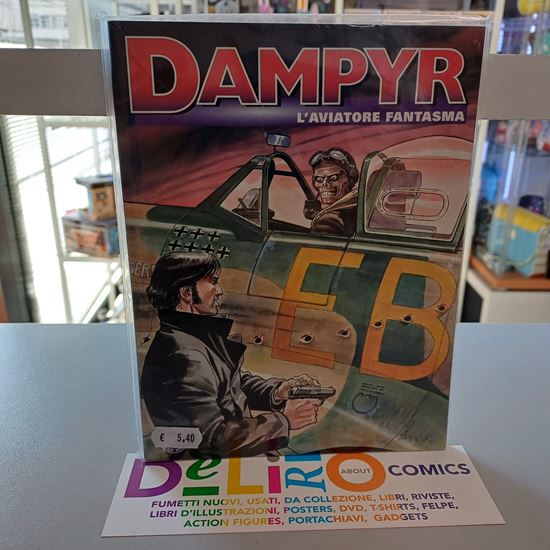 DAMPYR
L'AVIATORE FANTASMA
EB
€ 5,40
DeLiRiO ABOUT COMICS
FUMETTI NUOVI, USATI, DA COLLEZIONE, LIBRI, RIVISTE,
LIBRI D'ILLUSTRAZIONI, POSTERS, DVD, T-SHIRTS, FELPE,
ACTION FIGURES, PORTACHIAVI, GADGETS